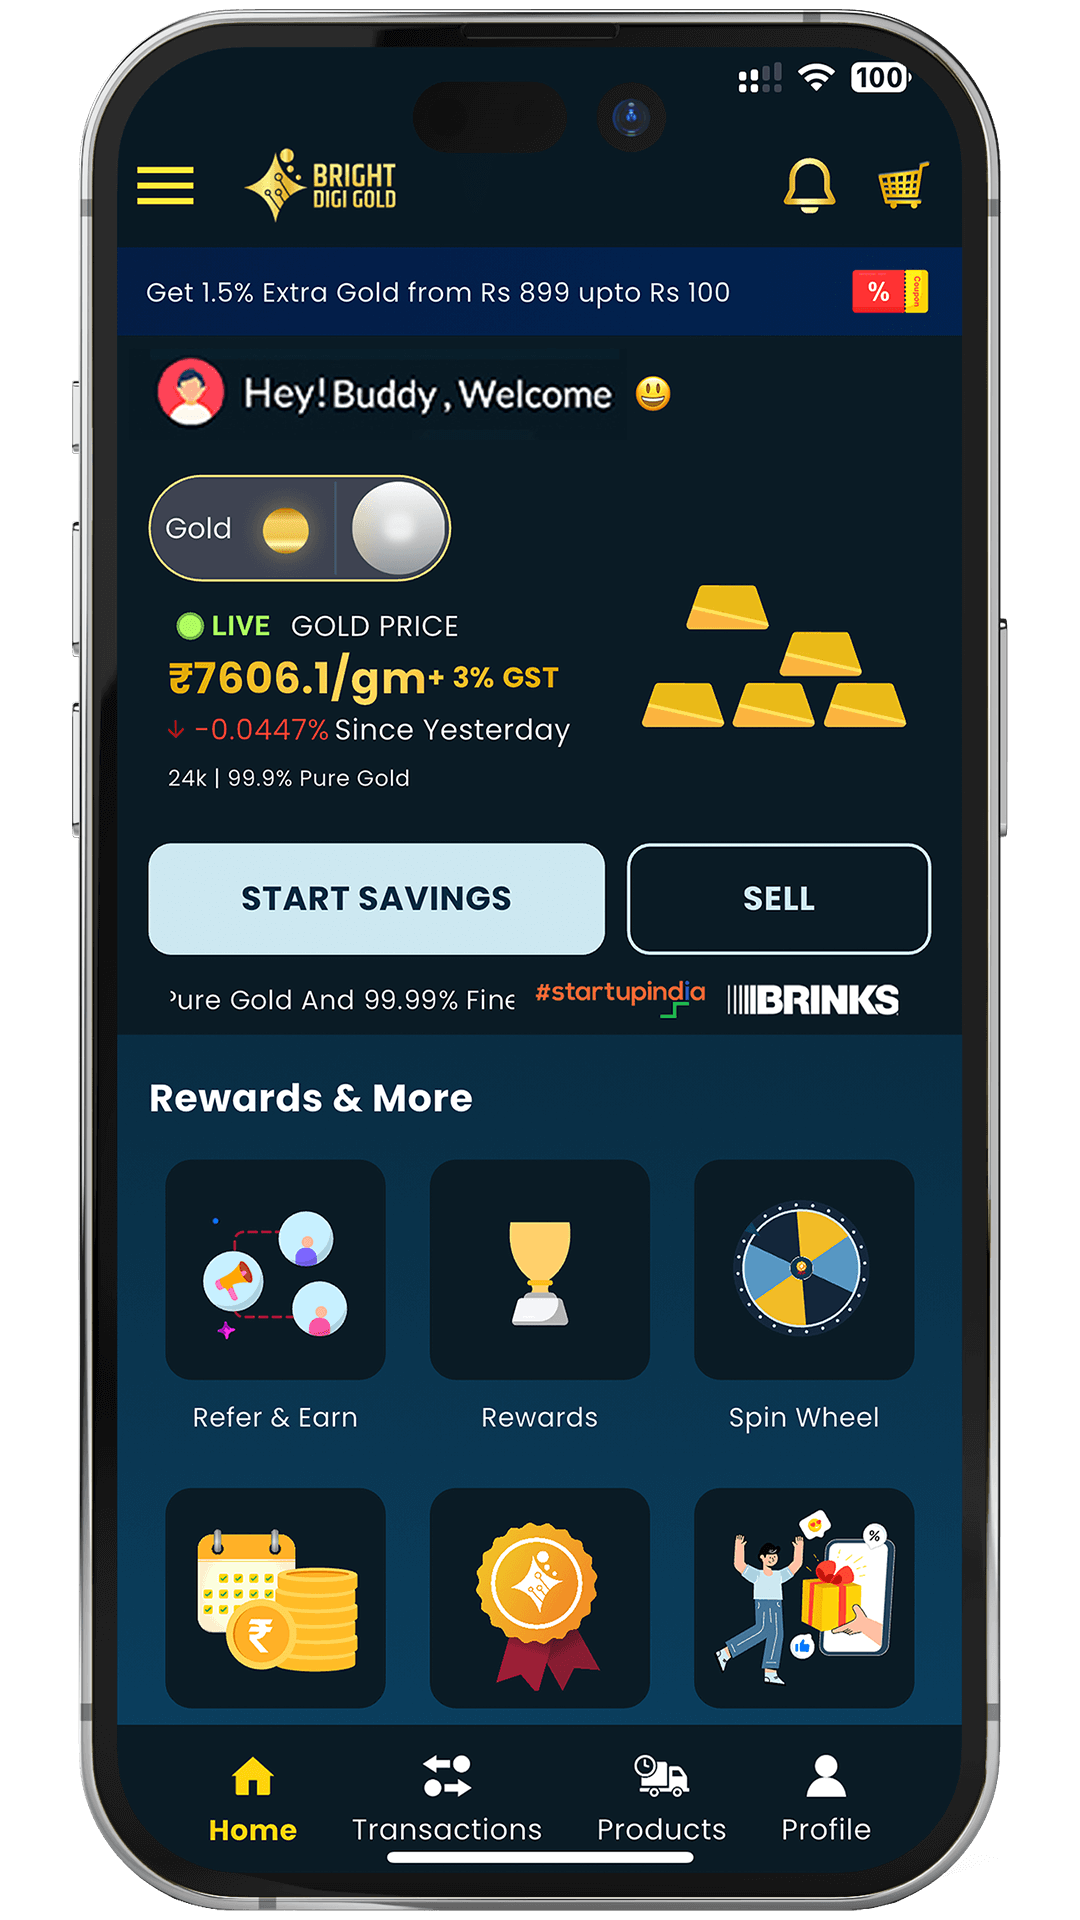 100
BRIGHT
DIGI GOLD
Get 1.5% Extra Gold from Rs 899 upto Rs 100
%
Coupon
Hey! Buddy , Welcome
Gold
LIVE GOLD PRICE
₹7606.1/gm+ 3% GST
-0.0447% Since Yesterday
24k | 99.9% Pure Gold
START SAVINGS
SELL
Pure Gold And 99.99% Fine
#startupindia
BRINKS
Rewards & More
Refer & Earn
Rewards
Spin Wheel
₹
%
Home
Transactions
Products
Profile